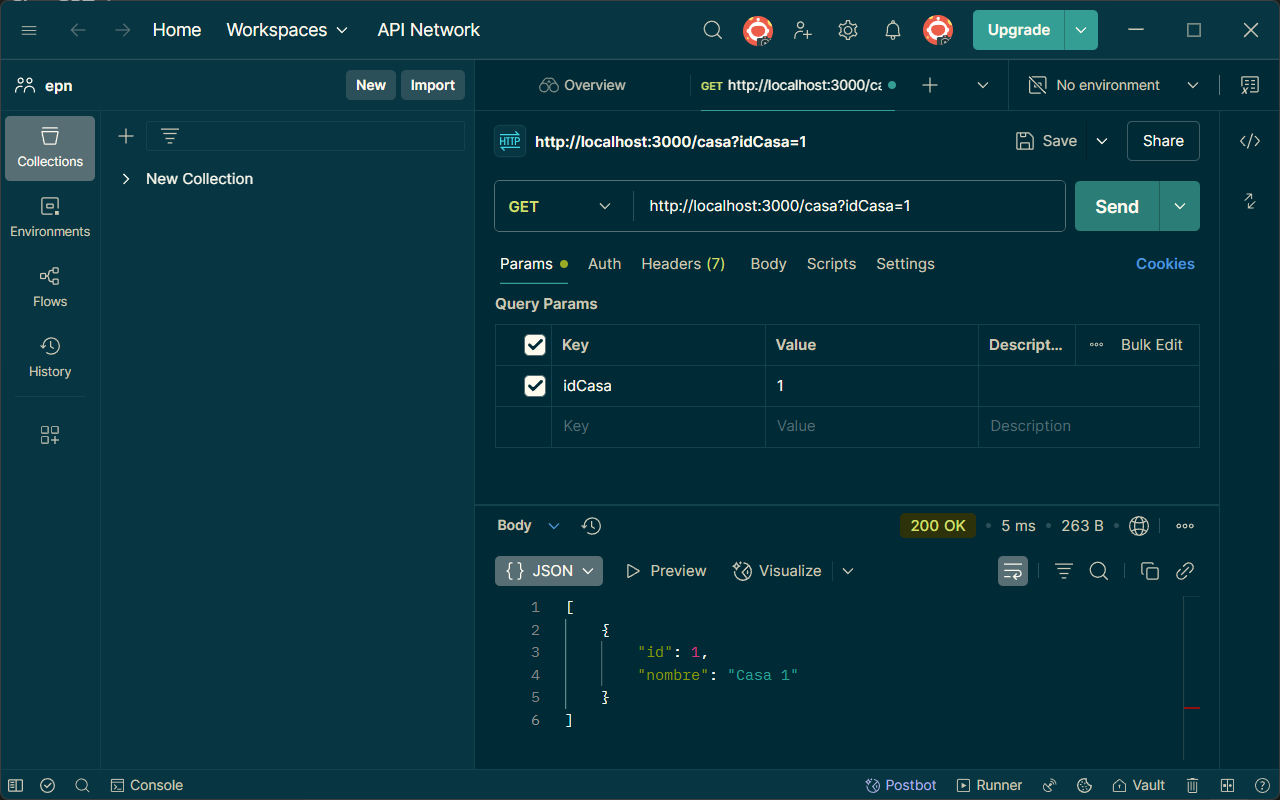 Home
Workspaces
API Network
Upgrade
epn
New
Import
Overview
GET http://localhost:3000/ca
No environment
Collections
Environments
Flows
History
New Collection
HTTP
http://localhost:3000/casa?idCasa=1
Save
Share
GET
http://localhost:3000/casa?idCasa=1
Send
Params
Auth
Headers (7)
Body
Scripts
Settings
Cookies
Query Params
Key
Value
Descript...
Bulk Edit
idCasa
1
Key
Value
Description
Body
200 OK
5 ms
263 B
{} JSON
Preview
Visualize
1 [
2 {
3 "id": 1,
4 "nombre": "Casa 1"
5 }
6 ]
Console
Postbot
Runner
Vault